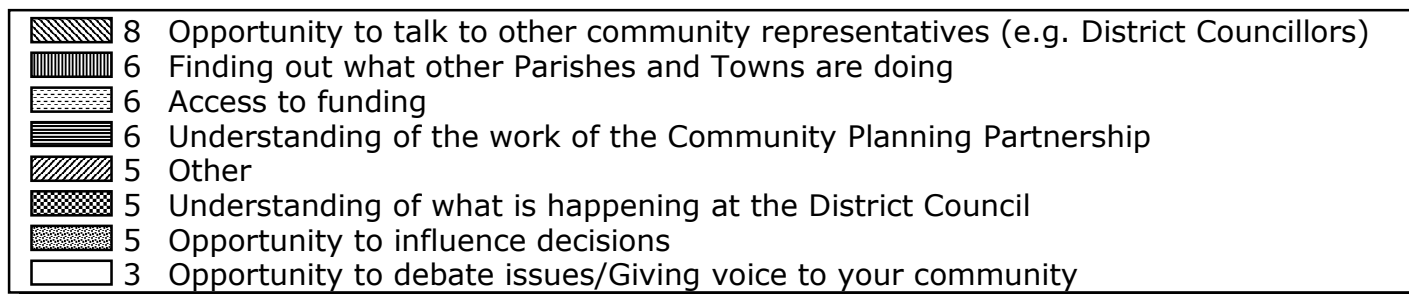 8 Opportunity to talk to other community representatives (e.g. District Councillors)
6 Finding out what other Parishes and Towns are doing
6 Access to funding
6 Understanding of the work of the Community Planning Partnership
5 Other
5 Understanding of what is happening at the District Council
5 Opportunity to influence decisions
3 Opportunity to debate issues/Giving voice to your community